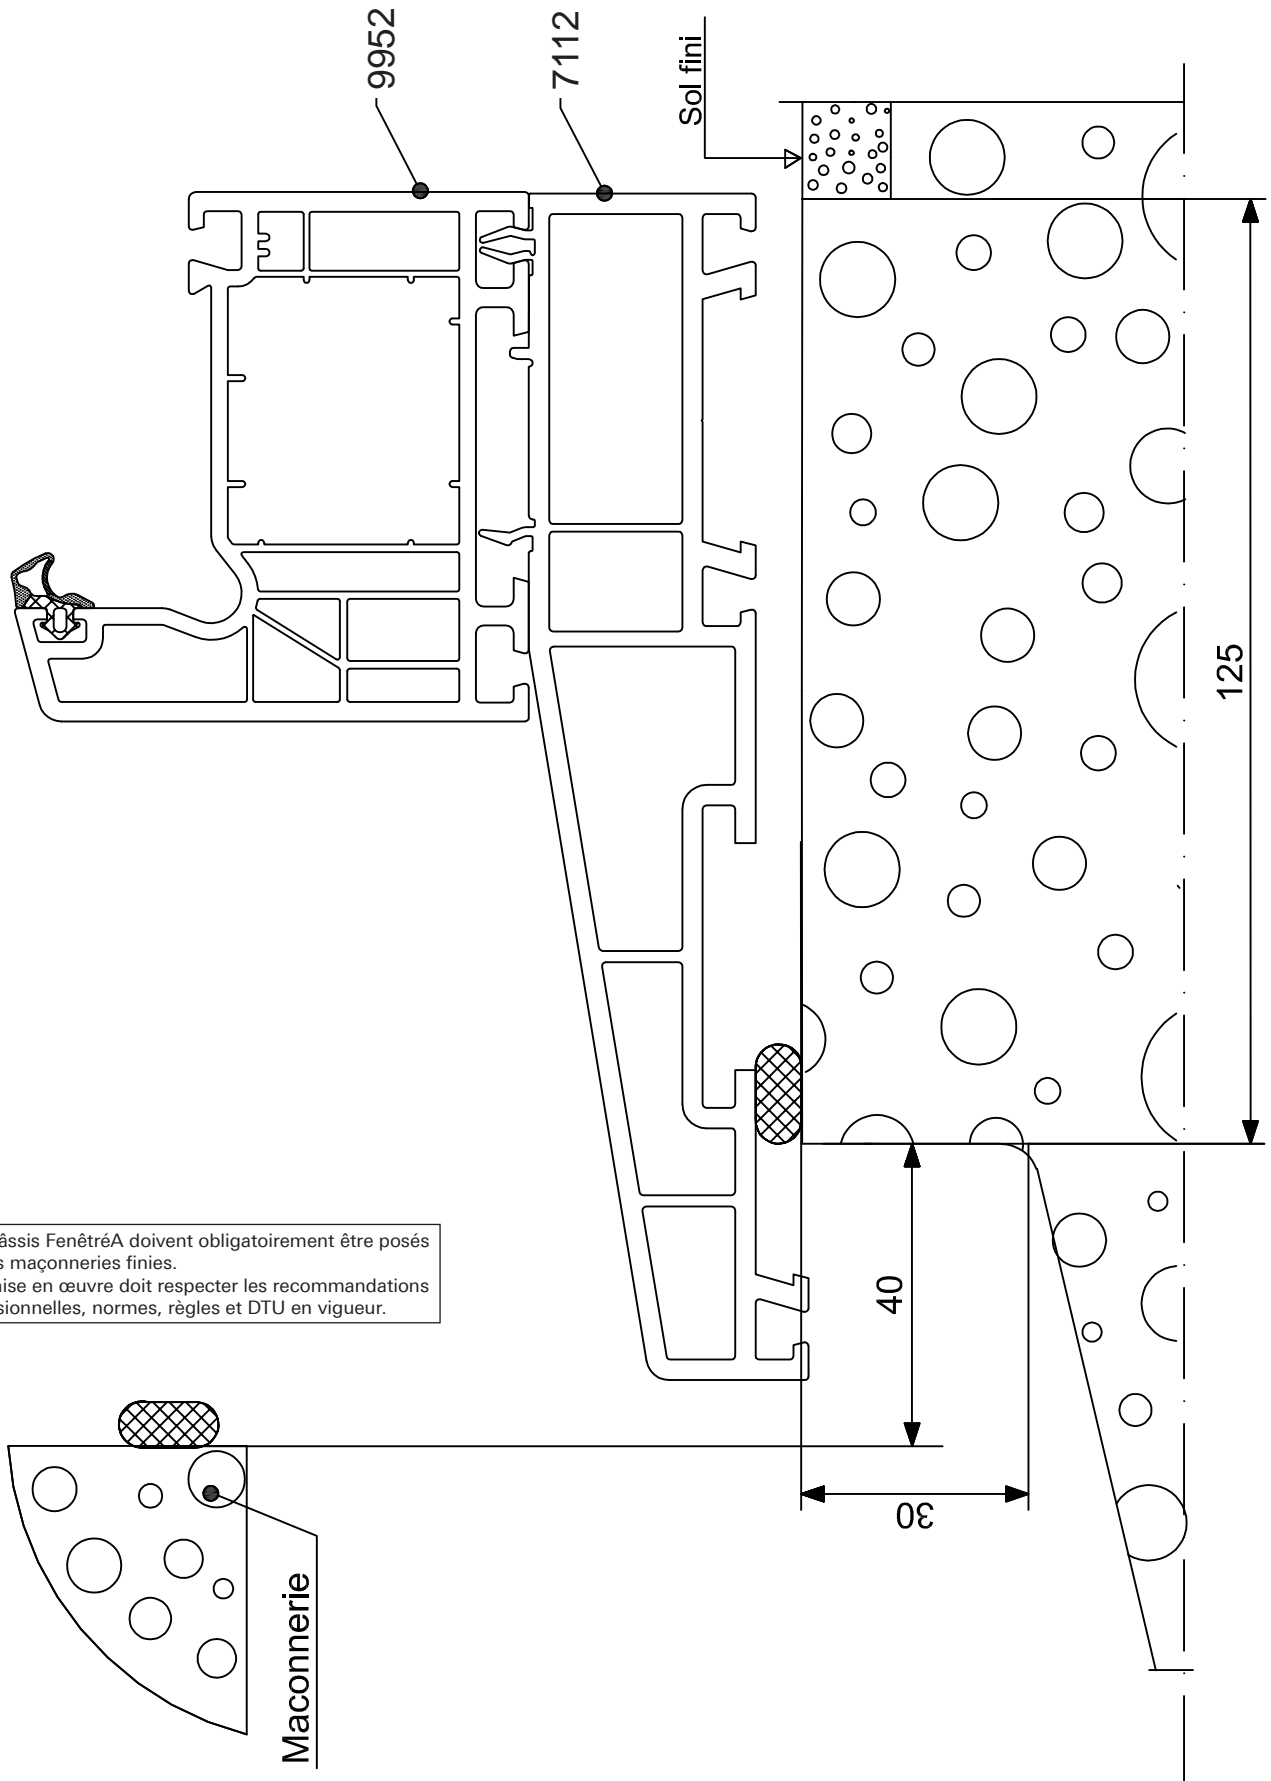 9952
7112
Sol fini
125
âssis FenêtréA doivent obligatoirement être posés
s maçonneries finies.
ise en œuvre doit respecter les recommandations
sionnelles, normes, règles et DTU en vigueur.
40
30
Maconnerie